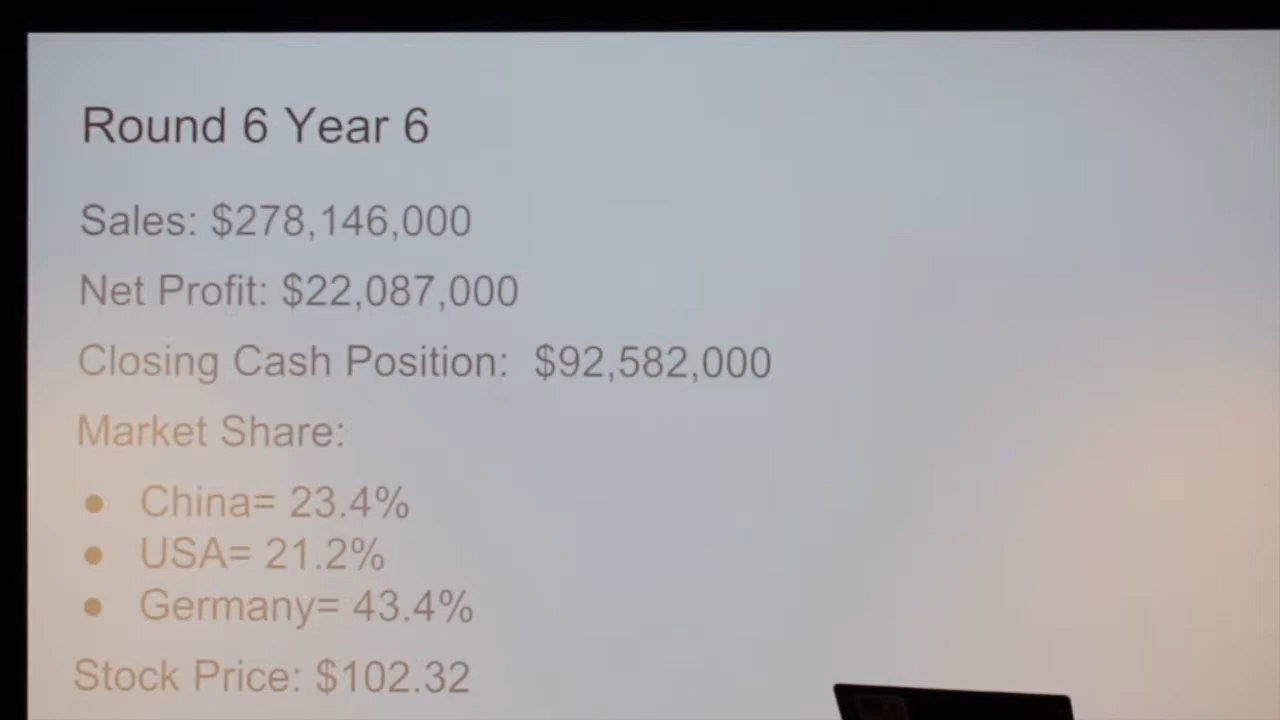 Round 6 Year 6
Sales: $278,146,000
Net Profit: $22,087,000
Closing Cash Position: $92,582,000
Market Share:
● China= 23.4%
● USA= 21.2%
● Germany= 43.4%
Stock Price: $102.32